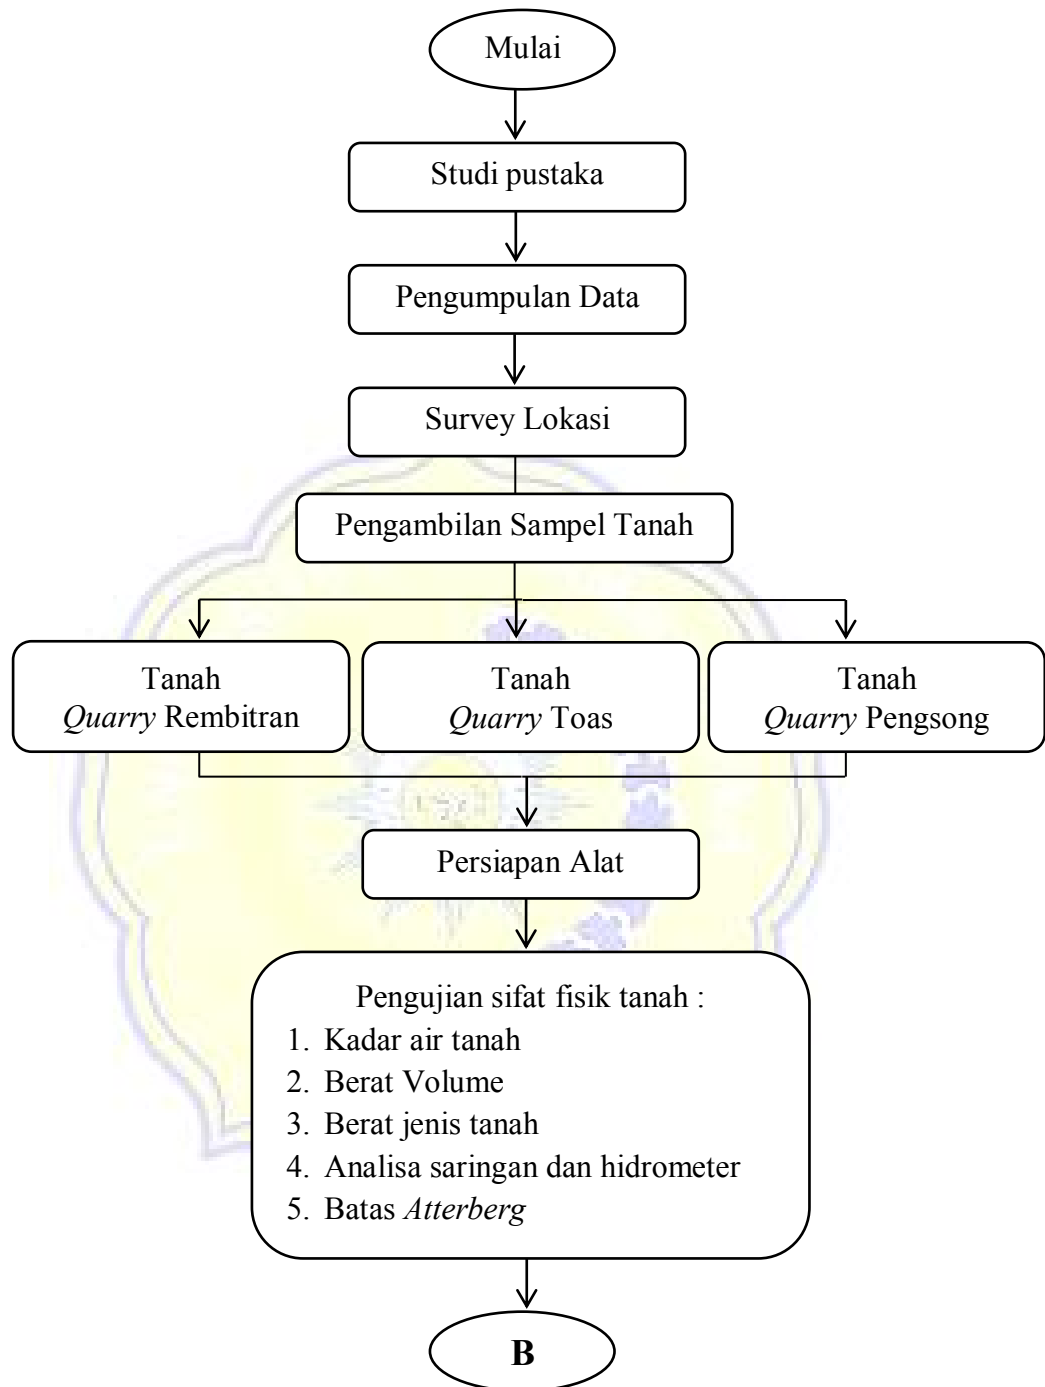 Mulai
Studi pustaka
Pengumpulan Data
Survey Lokasi
Pengambilan Sampel Tanah
Tanah
Quarry Rembitran
Tanah
Quarry Toas
Tanah
Quarry Pengsong
Persiapan Alat
Pengujian sifat fisik tanah :
1. Kadar air tanah
2. Berat Volume
3. Berat jenis tanah
4. Analisa saringan dan hidrometer
5. Batas Atterberg
B